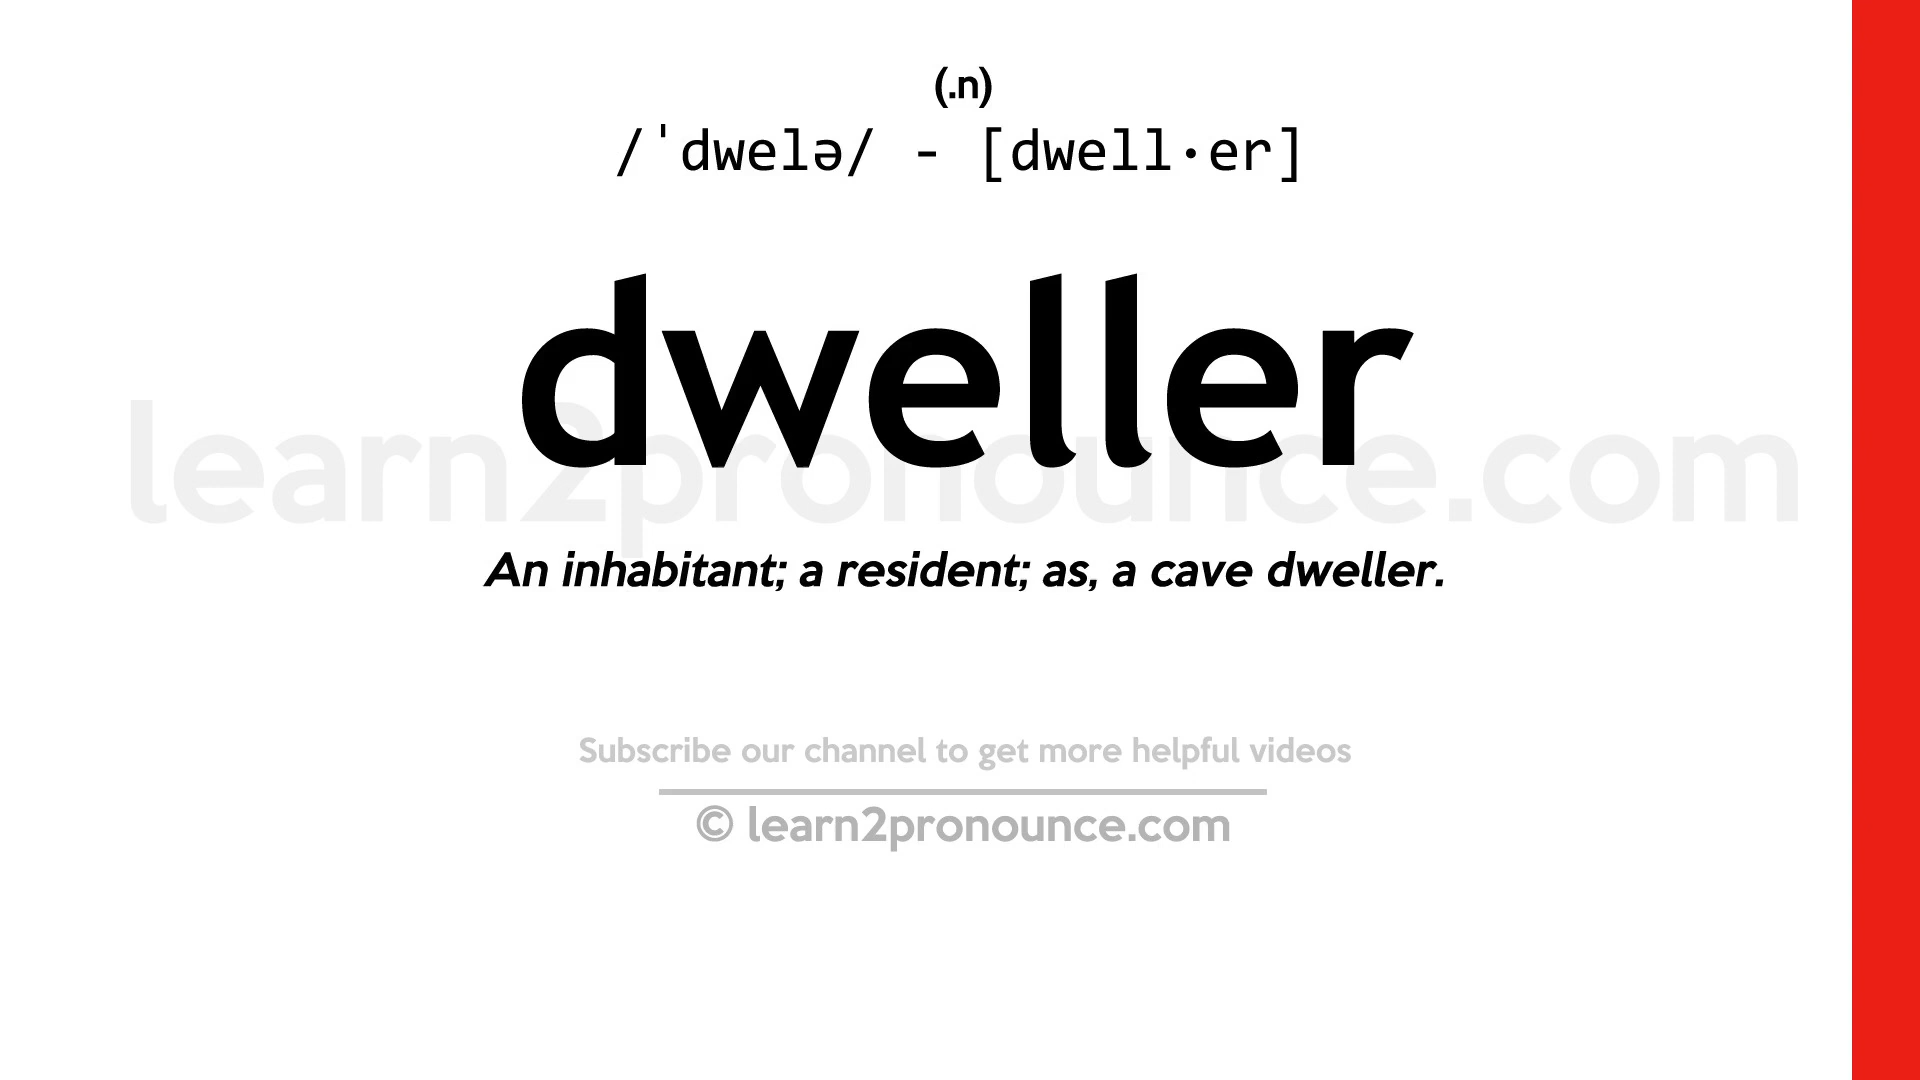 (.n)
/ˈdwelə/ - [dwell·er]
dweller
learn2pronounce.com
An inhabitant; a resident; as, a cave dweller.
Subscribe our channel to get more helpful videos
© learn2pronounce.com